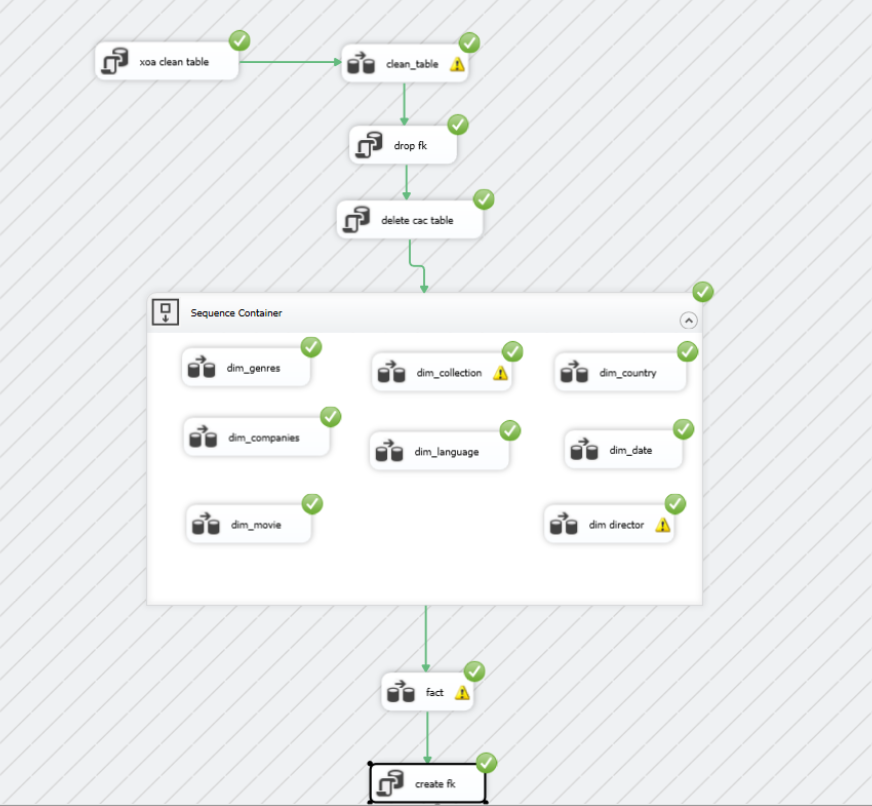 xoa clean table
clean_table
drop fk
delete cac table
Sequence Container
dim_genres
dim_collection
dim_country
dim_companies
dim_language
dim_date
dim_movie
dim director
fact
create fk